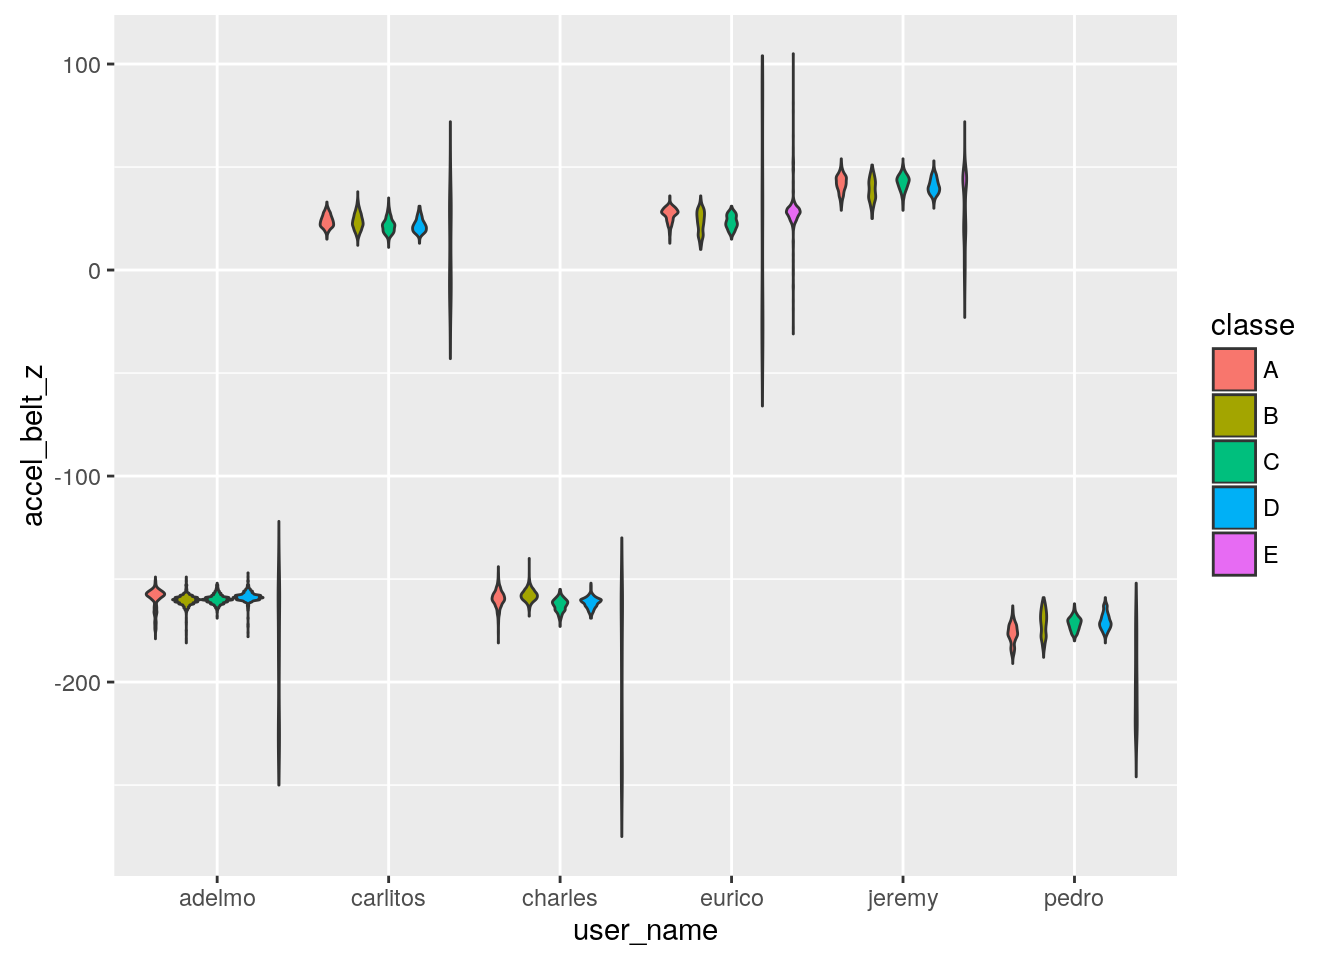 100
0
-100
-200
accel_belt_z
adelmo
carlitos
charles
eurico
jeremy
pedro
user_name
classe
A
B
C
D
E